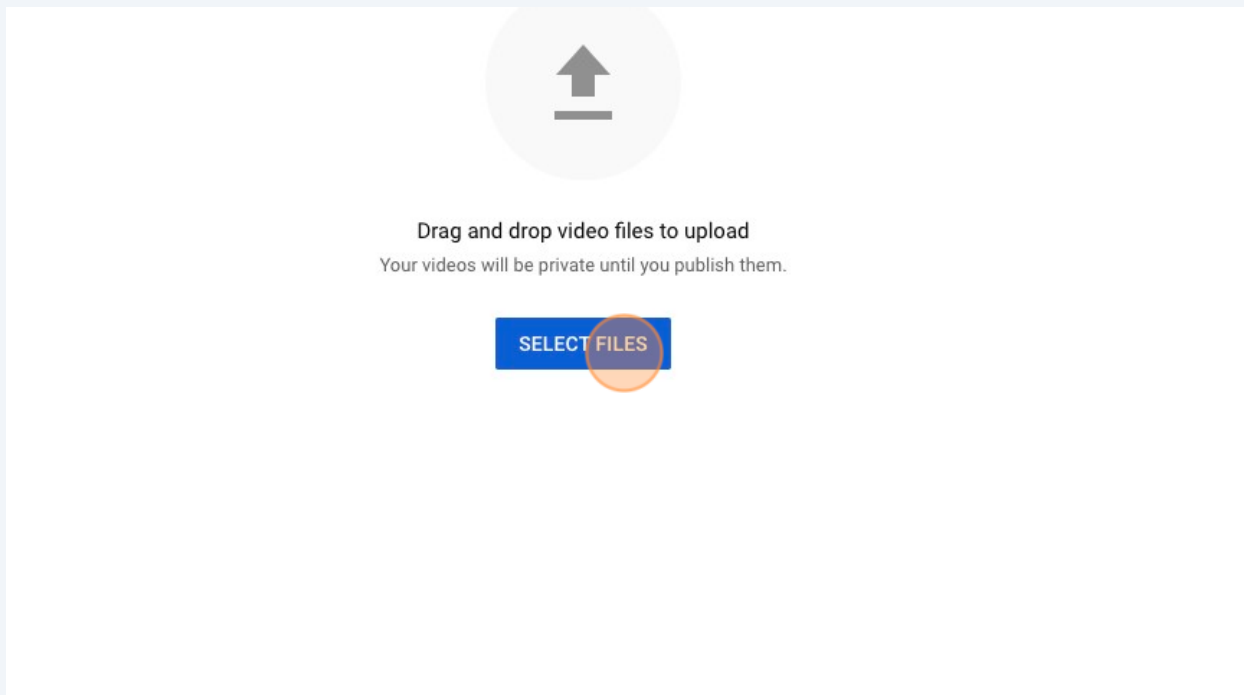 Drag and drop video files to upload
Your videos will be private until you publish them.
SELECT FILES